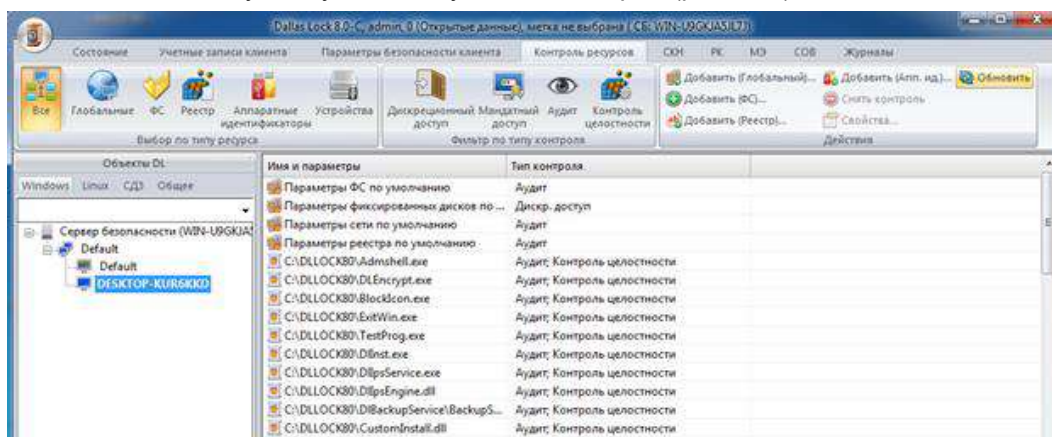 Dallas Lock 8.0-C, admin, 0 (Открытые данные), метка не выбрана ( СБ: WIN-U9GKJA5JL7J)
Состояние Учетные записи клиента Параметры безопасности клиента Контроль ресурсов СКН РК МЭ СОВ Журналы
Все Глобальные ФС Реестр Аппаратные идентификаторы Устройства
Дискреционный доступ Мандатный доступ Аудит Контроль целостности
Добавить (Глобальный)... Добавить (Апп. ид.)... Обновить
Добавить (ФС)... Снять контроль
Добавить (Реестр)... Свойства...
Выбор по типу ресурса Фильтр по типу контроля Действия
Объекты DL
Windows Linux СДЗ Общее
Сервер безопасности (WIN-U9GKJA5
Default
Default
DESKTOP-KUR6KKO
Имя и параметры Тип контроля
Параметры ФС по умолчанию Аудит
Параметры фиксированных дисков по ... Дискр. доступ
Параметры сети по умолчанию Аудит
Параметры реестра по умолчанию Аудит
C:\DLLOCK80\Admshell.exe Аудит; Контроль целостности
C:\DLLOCK80\DLEncrypt.exe Аудит; Контроль целостности
C:\DLLOCK80\BlockIcon.exe Аудит; Контроль целостности
C:\DLLOCK80\ExitWin.exe Аудит; Контроль целостности
C:\DLLOCK80\TestProg.exe Аудит; Контроль целостности
C:\DLLOCK80\DlInst.exe Аудит; Контроль целостности
C:\DLLOCK80\DlIpsService.exe Аудит; Контроль целостности
C:\DLLOCK80\DlIpsEngine.dll Аудит; Контроль целостности
C:\DLLOCK80\DlBackupService\BackupS... Аудит; Контроль целостности
C:\DLLOCK80\CustomInstall.dll Аудит; Контроль целостности